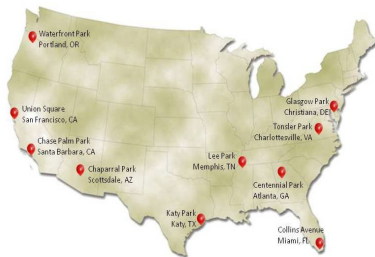 Waterfront Park
Portland, OR
Glasgow Park
Christiana, DE
Union Square
San Francisco, CA
Tonsler Park
Charlottesville, VA
Chase Palm Park
Santa Barbara, CA
Lee Park
Memphis, TN
Chaparral Park
Scottsdale, AZ
Centennial Park
Atlanta, GA
Katy Park
Katy, TX
Collins Avenue
Miami, FL